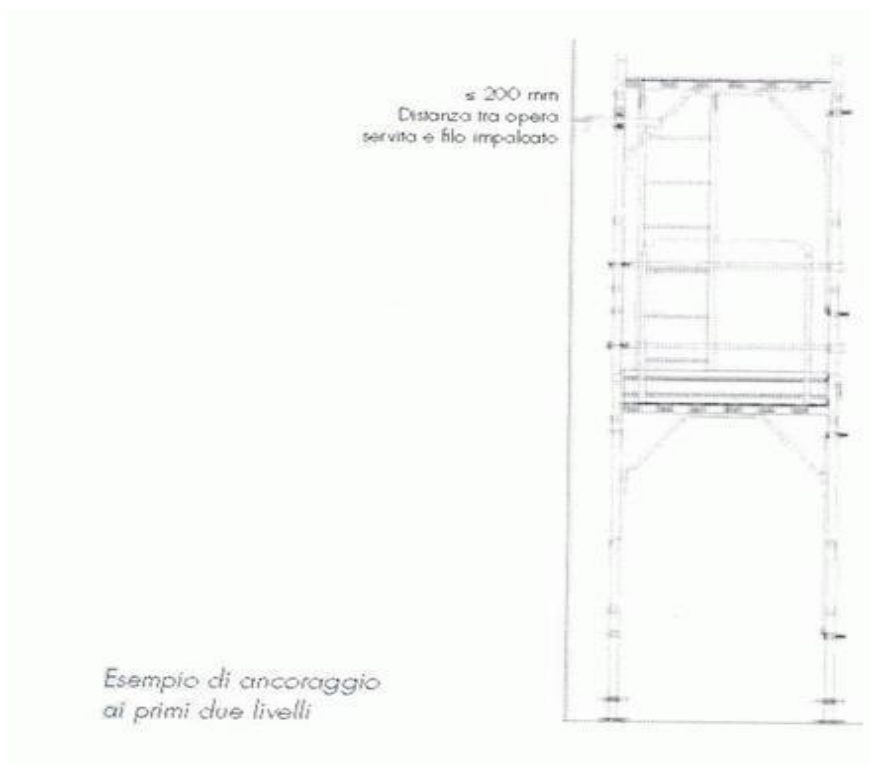 ≤ 200 mm
Distanza tra opera
servita e filo impalcato
Esempio di ancoraggio
ai primi due livelli